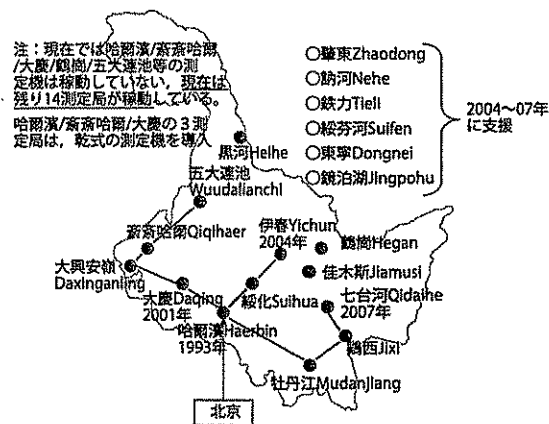 注：現在では哈爾濱/斎斎哈爾
/大慶/鶴崗/五大連池等の測
定機は稼動していない，現在は
残り14測定局が稼動している。
哈爾濱/斎斎哈爾/大慶の3測
定局は，乾式の測定機を導入
○肇東Zhaodong
○訥河Nehe
○鉄力Tieli
○綏芬河Suifen
○東寧Dongnei
○鏡泊湖Jingpohu
2004～07年
に支援
黒河Heihe
五大連池
Wuudalianchi
斎斎哈爾Qiqihaer
伊春Yichun
2004年
鶴崗Hegan
大興安嶺
Daxinganling
佳木斯Jiamusi
大慶Daqing
2001年
綏化Suihua
七台河Qidaihe
2007年
哈爾濱Haerbin
1993年
鶏西Jixi
牡丹江MudanJiang
北京